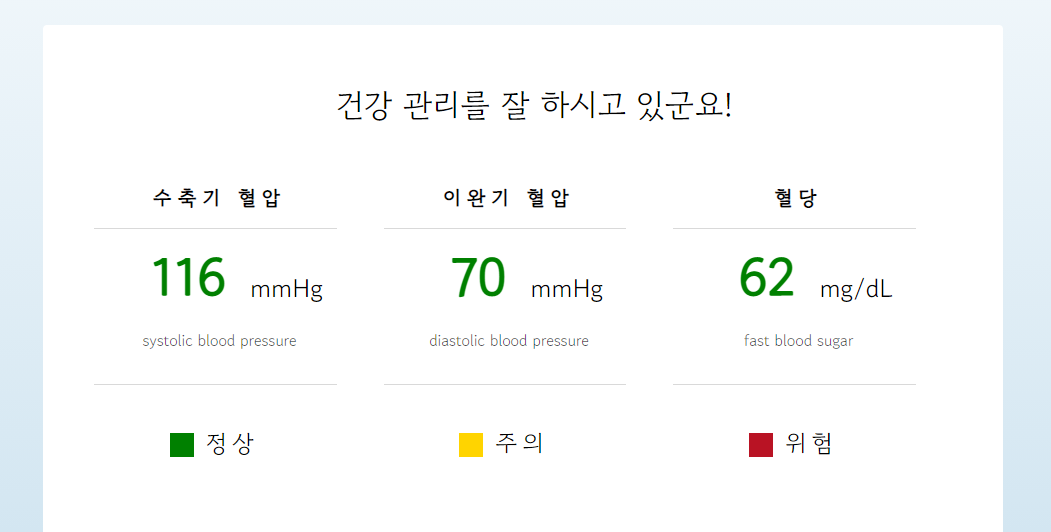 건강 관리를 잘 하시고 있군요!
수축기 혈압 이완기 혈압 혈당
116 mmHg 70 mmHg 62 mg/dL
systolic blood pressure diastolic blood pressure fast blood sugar
정상 주의 위험